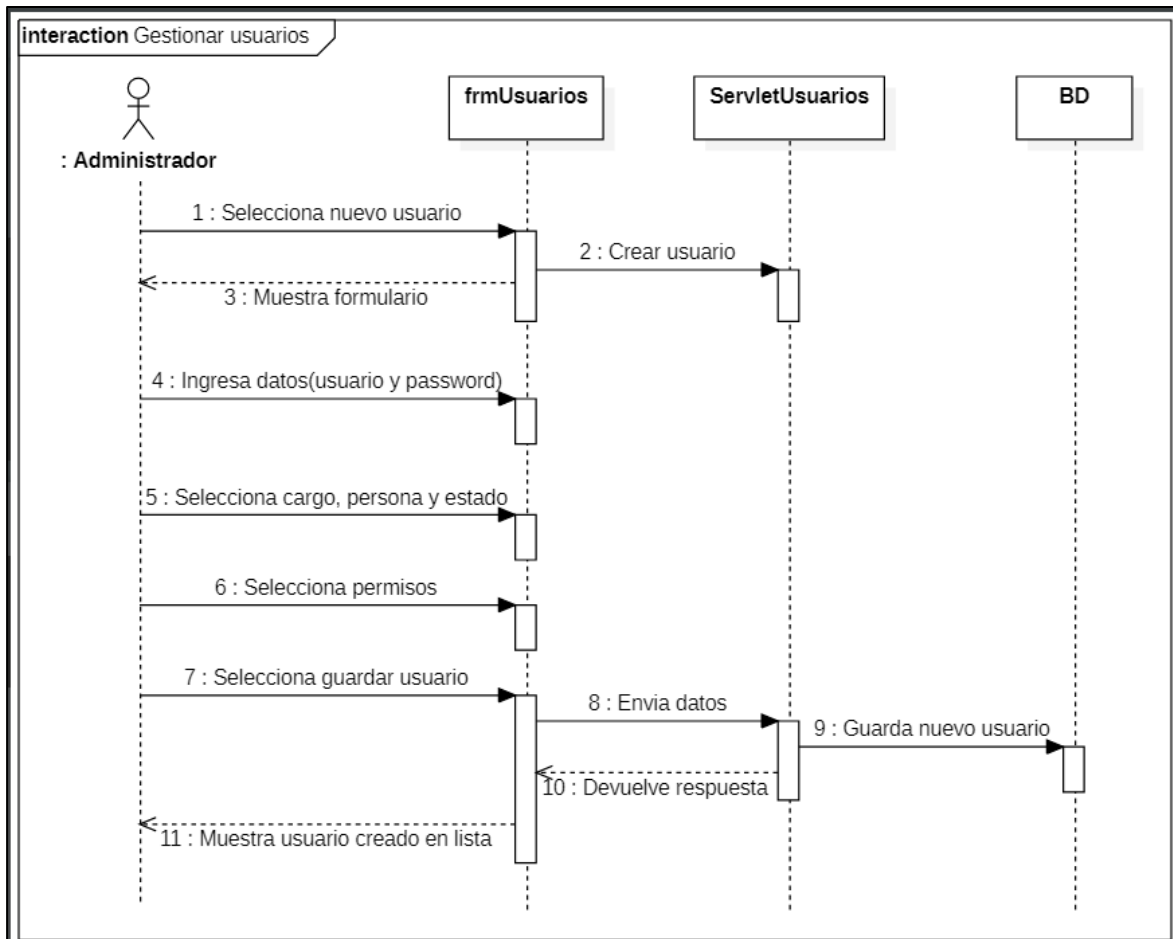 interaction Gestionar usuarios
frmUsuarios
ServletUsuarios
BD
: Administrador
1 : Selecciona nuevo usuario
2 : Crear usuario
3 : Muestra formulario
4 : Ingresa datos(usuario y password)
5 : Selecciona cargo, persona y estado
6 : Selecciona permisos
7 : Selecciona guardar usuario
8 : Envia datos
9 : Guarda nuevo usuario
10 : Devuelve respuesta
11 : Muestra usuario creado en lista